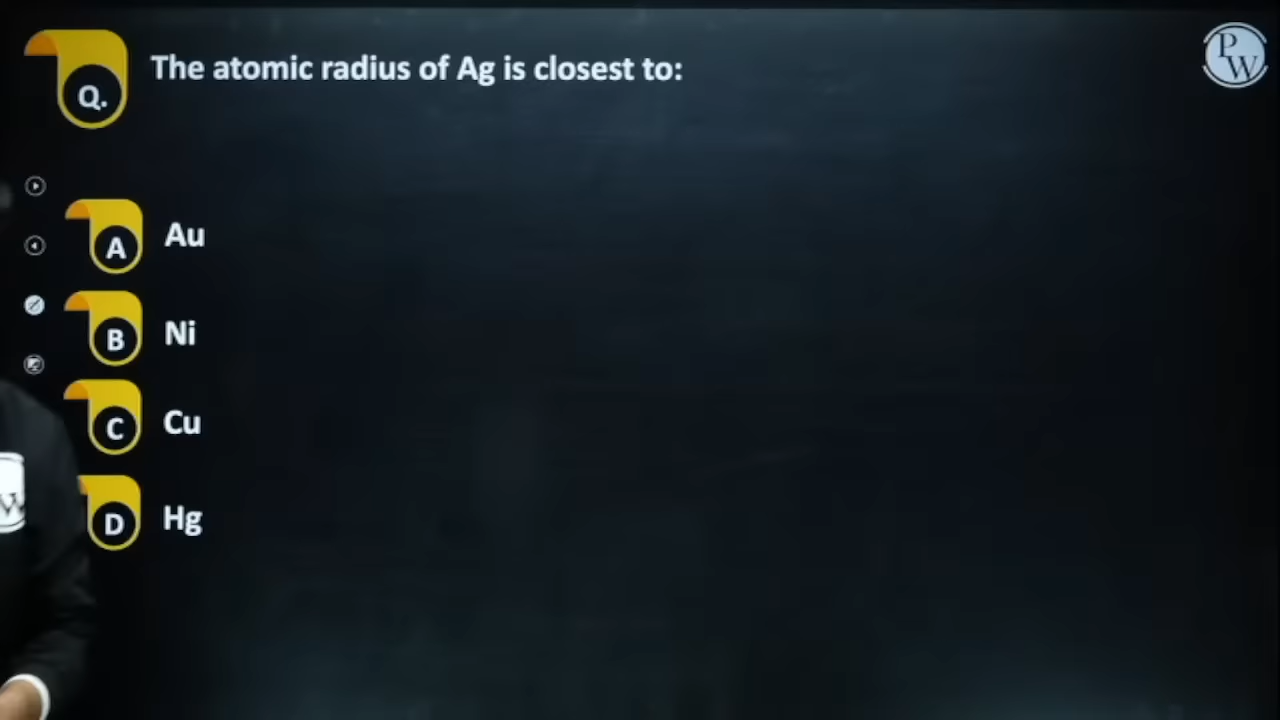 PW
Q.
The atomic radius of Ag is closest to:
A
Au
B
Ni
C
Cu
D
Hg
W